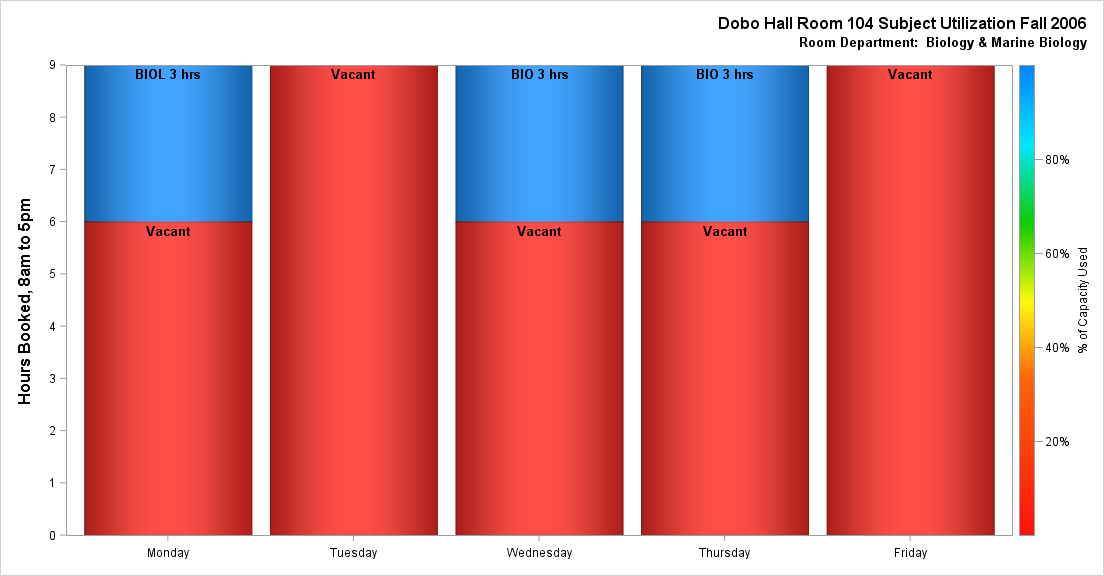 Dobo Hall Room 104 Subject Utilization Fall 2006
Room Department:  Biology & Marine Biology
Hours Booked, 8am to 5pm
9
8
7
6
5
4
3
2
1
0
BIOL 3 hrs
Vacant
Vacant
BIO 3 hrs
Vacant
BIO 3 hrs
Vacant
Vacant
Monday
Tuesday
Wednesday
Thursday
Friday
80%
60%
40%
20%
% of Capacity Used